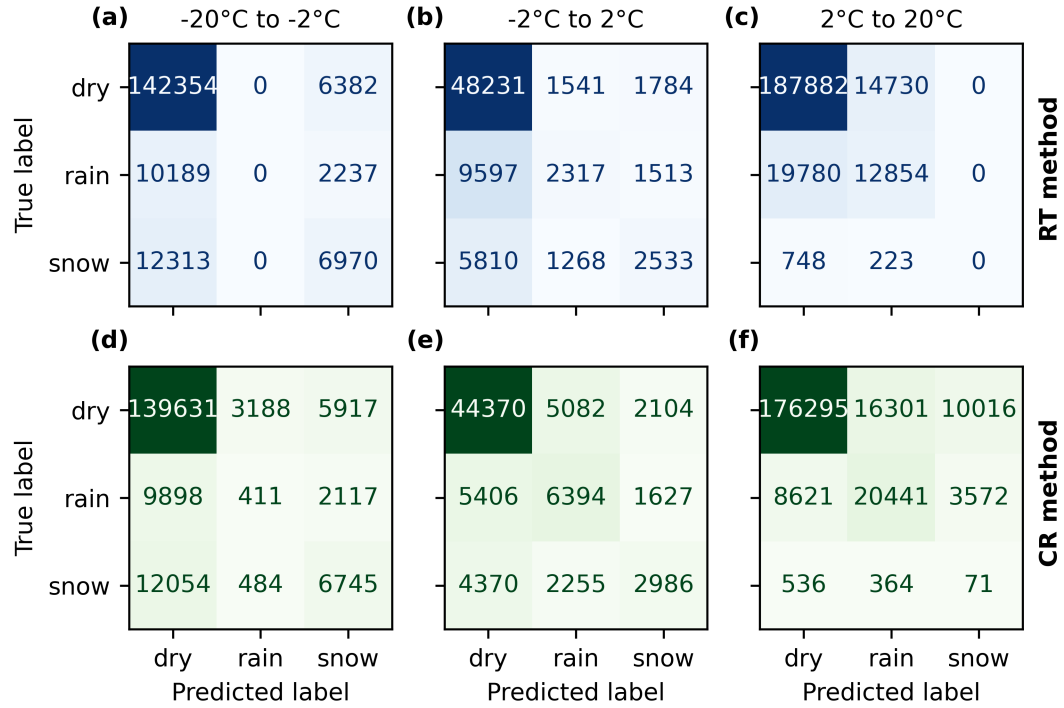 (a) -20°C to -2°C (b) -2°C to 2°C (c) 2°C to 20°C
True label
dry 142354 0 6382 48231 1541 1784 187882 14730 0
rain 10189 0 2237 9597 2317 1513 19780 12854 0
snow 12313 0 6970 5810 1268 2533 748 223 0
RT method
(d) (e) (f)
True label
dry 139631 3188 5917 44370 5082 2104 176295 16301 10016
rain 9898 411 2117 5406 6394 1627 8621 20441 3572
snow 12054 484 6745 4370 2255 2986 536 364 71
CR method
dry rain snow dry rain snow dry rain snow
Predicted label Predicted label Predicted label